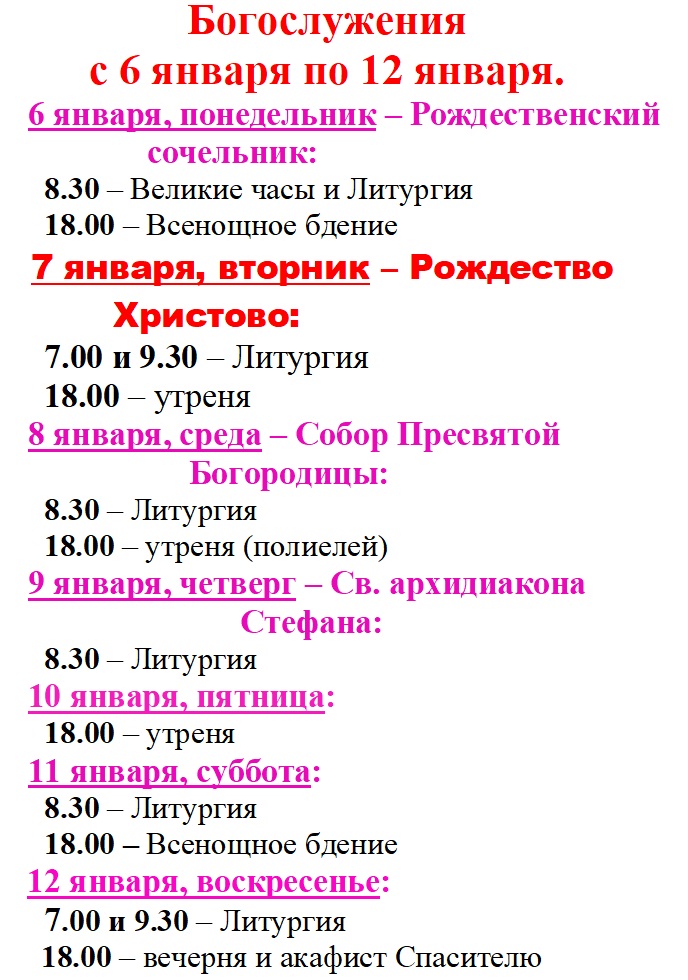 Богослужения
с 6 января по 12 января.
6 января, понедельник – Рождественский
сочельник:
8.30 – Великие часы и Литургия
18.00 – Всенощное бдение
7 января, вторник – Рождество
Христово:
7.00 и 9.30 – Литургия
18.00 – утреня
8 января, среда – Собор Пресвятой
Богородицы:
8.30 – Литургия
18.00 – утреня (полиелей)
9 января, четверг – Св. архидиакона
Стефана:
8.30 – Литургия
10 января, пятница:
18.00 – утреня
11 января, суббота:
8.30 – Литургия
18.00 – Всенощное бдение
12 января, воскресенье:
7.00 и 9.30 – Литургия
18.00 – вечерня и акафист Спасителю